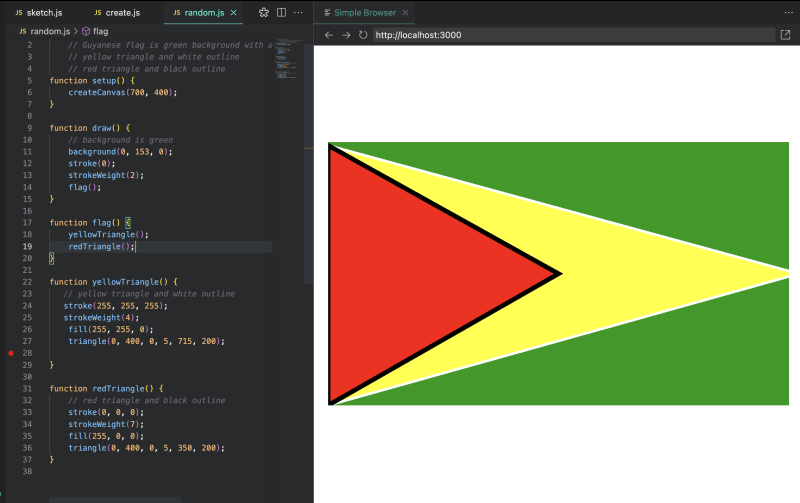 JS sketch.js JS create.js JS random.js × ···
JS random.js > flag
2 // Guyanese flag is green background with a
3 // yellow triangle and white outline
4 // red triangle and black outline
5 function setup() {
6 createCanvas(700, 400);
7 }
8
9 function draw() {
10 // background is green
11 background(0, 153, 0);
12 stroke(0);
13 strokeWeight(2);
14 flag();
15 }
16
17 function flag() {
18 yellowTriangle();
19 redTriangle();
20 }
21
22 function yellowTriangle() {
23 // yellow triangle and white outline
24 stroke(255, 255, 255);
25 strokeWeight(4);
26 fill(255, 255, 0);
27 triangle(0, 400, 0, 5, 715, 200);
28
29 }
30
31 function redTriangle() {
32 // red triangle and black outline
33 stroke(0, 0, 0);
34 strokeWeight(7);
35 fill(255, 0, 0);
36 triangle(0, 400, 0, 5, 350, 200);
37 }
38
Simple Browser × ···
http://localhost:3000